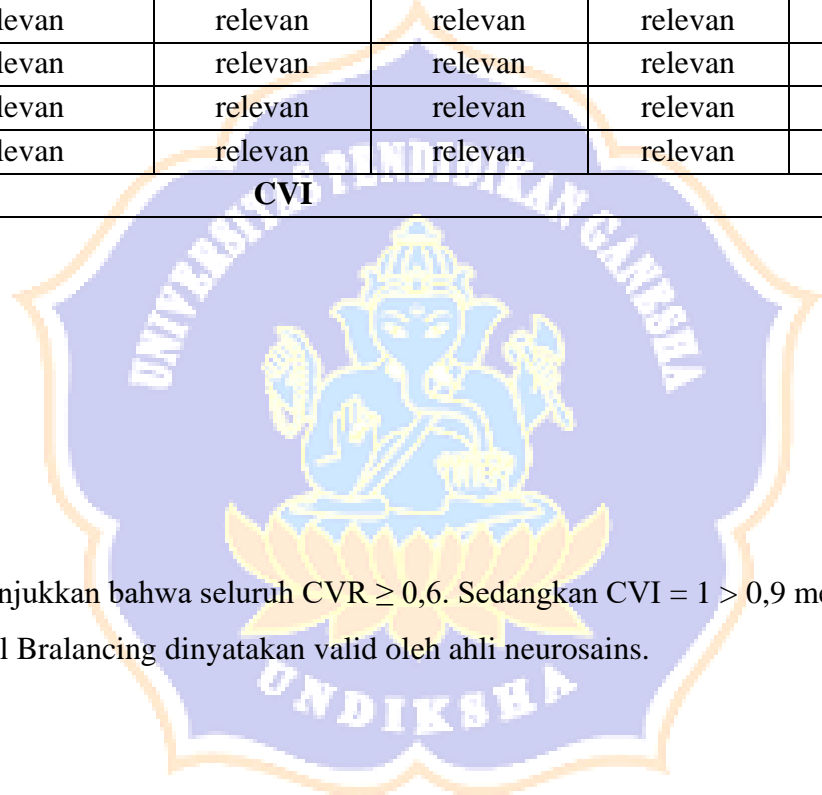 levan relevan relevan relevan
levan relevan relevan relevan
levan relevan relevan relevan
levan relevan relevan relevan
CVI
UNIVERSITAS PENDIDIKAN GANESHA
njukkan bahwa seluruh CVR ≥ 0,6. Sedangkan CVI = 1 > 0,9 me
l Bralancing dinyatakan valid oleh ahli neurosains.
UNDIKSHA